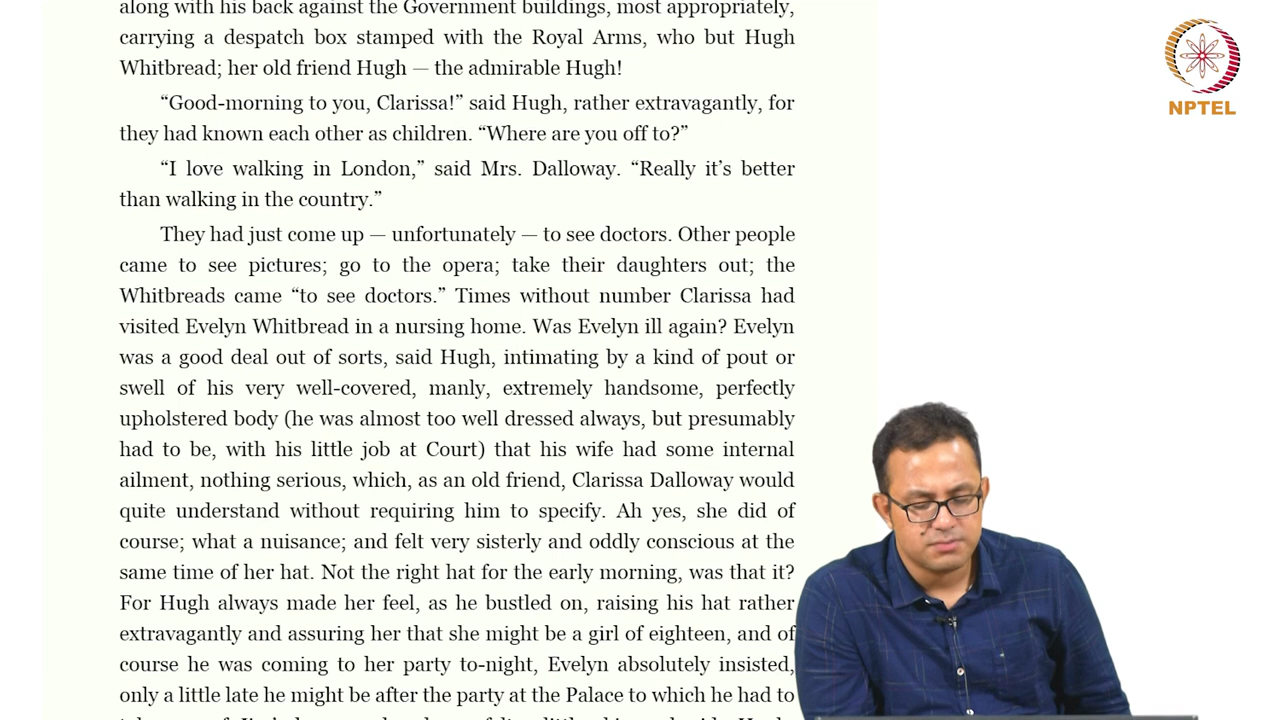 along with his back against the Government buildings, most appropriately,
carrying a despatch box stamped with the Royal Arms, who but Hugh
Whitbread; her old friend Hugh — the admirable Hugh!
“Good-morning to you, Clarissa!” said Hugh, rather extravagantly, for
they had known each other as children. “Where are you off to?”
“I love walking in London,” said Mrs. Dalloway. “Really it’s better
than walking in the country.”
They had just come up — unfortunately — to see doctors. Other people
came to see pictures; go to the opera; take their daughters out; the
Whitbreads came “to see doctors.” Times without number Clarissa had
visited Evelyn Whitbread in a nursing home. Was Evelyn ill again? Evelyn
was a good deal out of sorts, said Hugh, intimating by a kind of pout or
swell of his very well-covered, manly, extremely handsome, perfectly
upholstered body (he was almost too well dressed always, but presumably
had to be, with his little job at Court) that his wife had some internal
ailment, nothing serious, which, as an old friend, Clarissa Dalloway would
quite understand without requiring him to specify. Ah yes, she did of
course; what a nuisance; and felt very sisterly and oddly conscious at the
same time of her hat. Not the right hat for the early morning, was that it?
For Hugh always made her feel, as he bustled on, raising his hat rather
extravagantly and assuring her that she might be a girl of eighteen, and of
course he was coming to her party to-night, Evelyn absolutely insisted,
only a little late he might be after the party at the Palace to which he had to
NPTEL